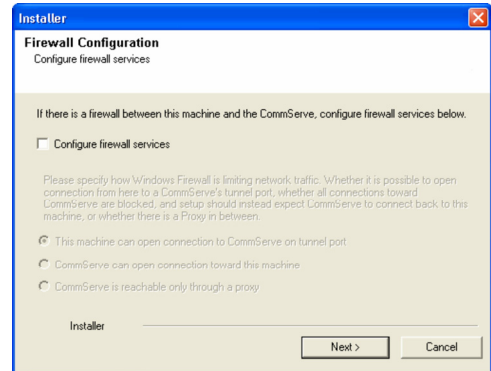 Installer
Firewall Configuration
Configure firewall services
If there is a firewall between this machine and the CommServe, configure firewall services below.
Configure firewall services
Please specify how Windows Firewall is limiting network traffic. Whether it is possible to open
connection from here to a CommServe's tunnel port, whether all connections toward
CommServe are blocked, and setup should instead expect CommServe to connect back to this
machine, or whether there is a Proxy in between.
This machine can open connection to CommServe on tunnel port
CommServe can open connection toward this machine
CommServe is reachable only through a proxy
Installer
Next >
Cancel